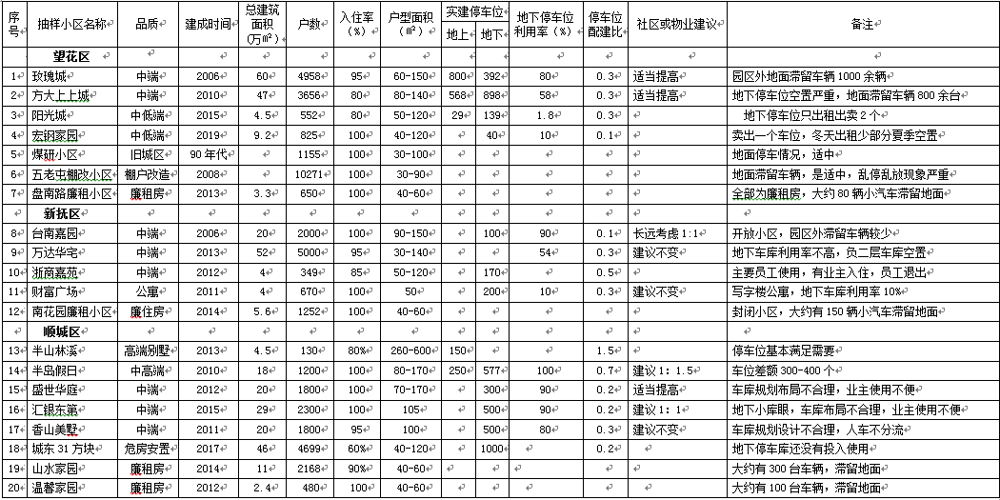 序号 抽样小区名称 品质 建成时间 总建筑面积(万㎡) 户数 入住率(%) 户型面积(㎡) 实建停车位 地上 地下 地下停车位利用率(%) 停车位配建比 社区或物业建议 备注
望花区
1 玫瑰城 中端 2006 60 4958 95 60-150 800 392 80 0.3 适当提高 园区外地面滞留车辆1000余辆
2 方大上上城 中端 2010 47 3656 80 80-140 568 898 58 0.3 适当提高 地下停车位空置严重，地面滞留车辆800余台
3 阳光城 中低端 2015 4.5 552 80 50-120 29 139 1.8 0.3 地下停车位只出租出卖2个
4 宏钢家园 中低端 2019 9.2 825 100 40-120 40 10 0.1 卖出一个车位，冬天出租少部分夏季空置
5 煤研小区 旧城区 90年代 1155 100 30-100 地面停车情况，适中
6 五老屯棚改小区 棚户改造 2008 10271 100 30-90 地面滞留车辆，是适中，乱停乱放现象严重
7 盘南路廉租小区 廉租房 2013 3.3 650 100 40-60 全部为廉租房，大约80辆小汽车滞留地面
新抚区
8 台南嘉园 中端 2006 20 2000 100 90-150 100 90 0.1 长远考虑1:1 开放小区，园区外滞留车辆较少
9 万达华宅 中端 2013 52 5000 95 30-140 54 0.3 建议不变 地下车库利用率不高，负二层车库空置
10 浙商嘉苑 中端 2012 4 349 85 50-120 170 0.5 主要员工使用，有业主入住，员工退出
11 财富广场 公寓 2011 4 670 100 50 200 10 0.3 建议不变 写字楼公寓，地下车库利用率10%
12 南花园廉租小区 廉住房 2014 5.6 1252 100 40-60 封闭小区，大约有150辆小汽车滞留地面
顺城区
13 半山林溪 高端别墅 2013 4.5 130 80% 260-600 150 1.5 停车位基本满足需要
14 半岛假日 中高端 2010 18 1200 100 80-170 250 577 100 0.7 建议1：1.5 车位差额300-400个
15 盛世华庭 中端 2012 20 1800 100 70-170 300 90 0.2 适当提高 车库规划布局不合理，业主使用不便
16 汇银东第 中端 2015 29 2300 100 105 500 90 0.2 建议1：1 地下小库眼，车库布局不合理，业主使用不便
17 香山美墅 中端 2011 20 1800 95 100 500 80 0.3 建议不变 车库规划设计不合理，人车不分流
18 城东31方块 危房安置 2017 46 4699 60% 40-120 1000 0.2 地下停车库还没有投入使用
19 山水家园 廉租房 2014 11 2168 90% 40-60 大约有300台车辆，滞留地面
20 温馨家园 廉租房 2012 2.4 480 100 40-60 大约有100台车辆，滞留地面